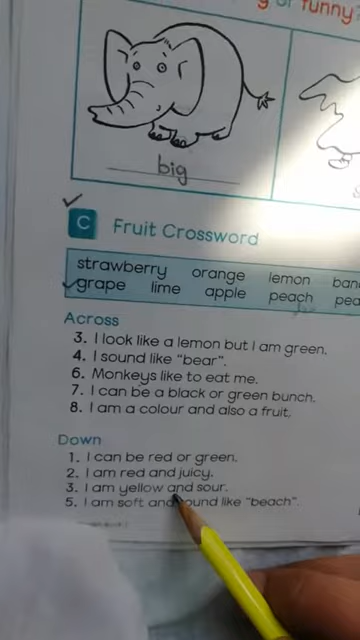 or funny?
big
C Fruit Crossword
strawberry orange lemon
grape lime apple peach
Across
3. I look like a lemon but I am green.
4. I sound like "bear".
6. Monkeys like to eat me.
7. I can be a black or green bunch.
8. I am a colour and also a fruit.
Down
1. I can be red or green.
2. I am red and juicy.
3. I am yellow and sour.
5. I am soft and sound like "beach".